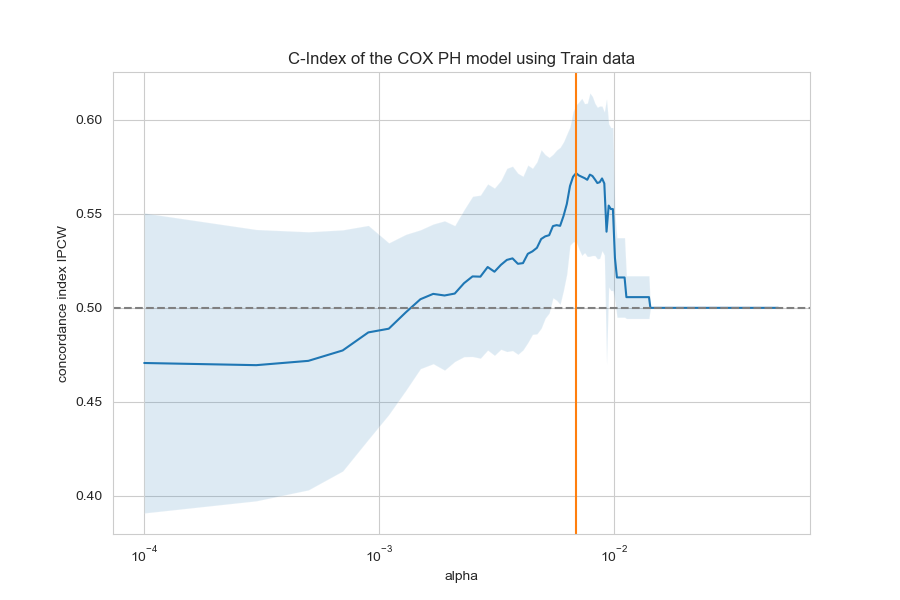 C-Index of the COX PH model using Train data
concordance index IPCW
0.60
0.55
0.50
0.45
0.40
10⁻⁴
10⁻³
10⁻²
alpha